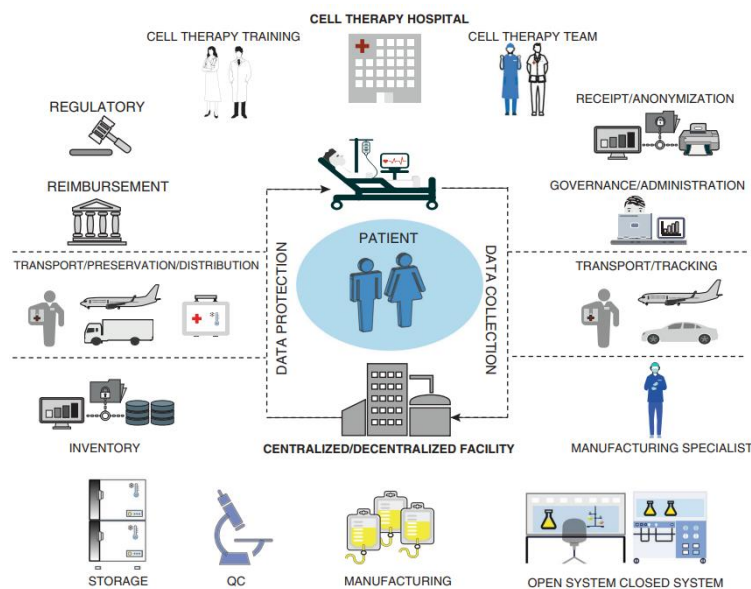 CELL THERAPY HOSPITAL
CELL THERAPY TRAINING
CELL THERAPY TEAM
REGULATORY
RECEIPT/ANONYMIZATION
REIMBURSEMENT
GOVERNANCE/ADMINISTRATION
PATIENT
TRANSPORT/PRESERVATION/DISTRIBUTION
TRANSPORT/TRACKING
DATA PROTECTION
DATA COLLECTION
INVENTORY
CENTRALIZED/DECENTRALIZED FACILITY
MANUFACTURING SPECIALIST
STORAGE
QC
MANUFACTURING
OPEN SYSTEM CLOSED SYSTEM